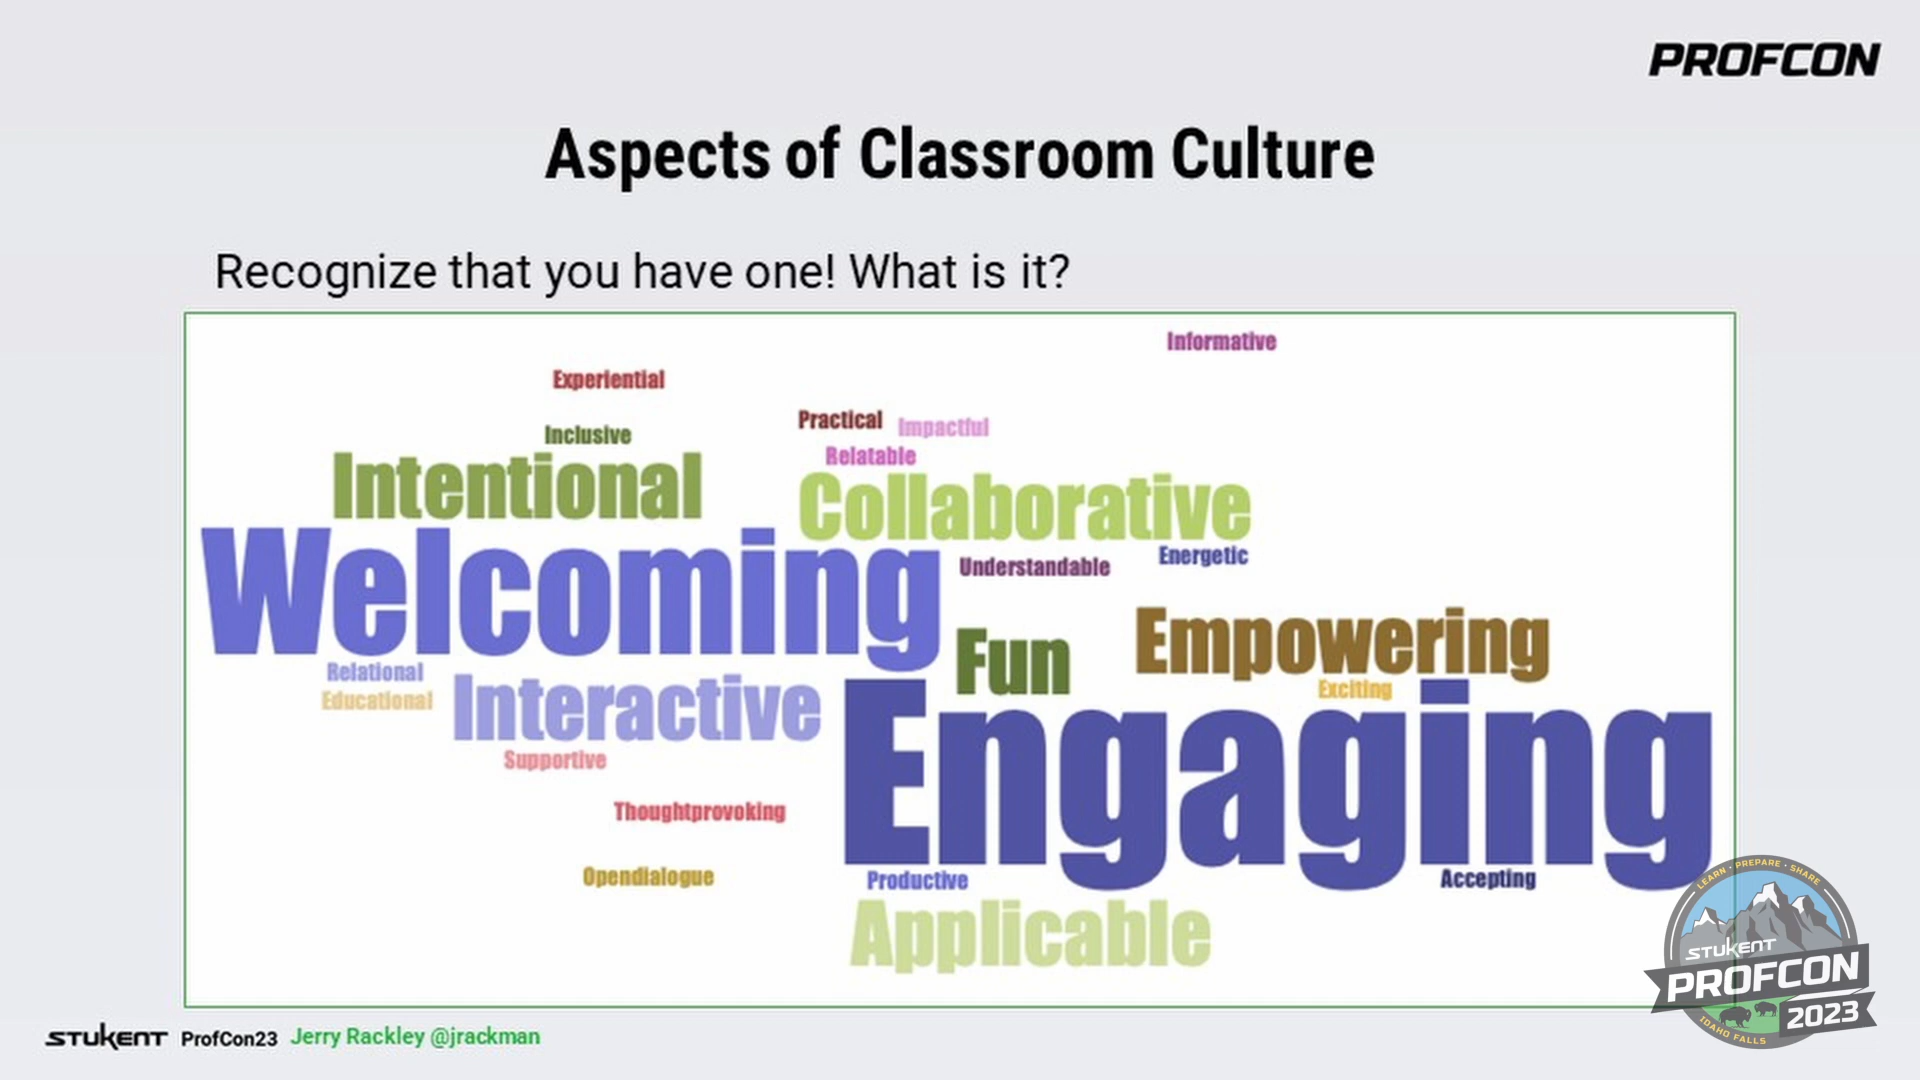 PROFCON
Aspects of Classroom Culture
Recognize that you have one! What is it?
Informative
Experiential
Practical
Impactful
Inclusive
Relatable
Intentional
Collaborative
Welcoming
Understandable
Energetic
Fun
Empowering
Relational
Educational
Interactive
Exciting
Engaging
Supportive
Thoughtprovoking
Opendialogue
Productive
Accepting
Applicable
LEARN · PREPARE · SHARE
STUKENT
PROFCON
2023
IDAHO FALLS
STUKENT ProfCon23 Jerry Rackley @jrackman